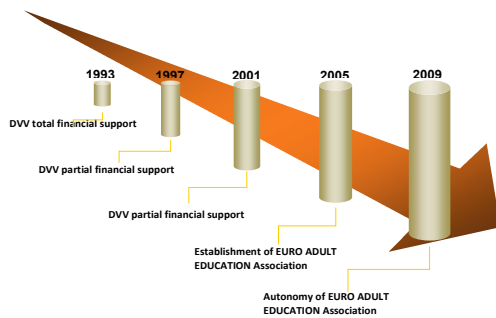 1993
1997
2001
2005
2009
DVV total financial support
DVV partial financial support
DVV partial financial support
Establishment of EURO ADULT
EDUCATION Association
Autonomy of EURO ADULT
EDUCATION Association